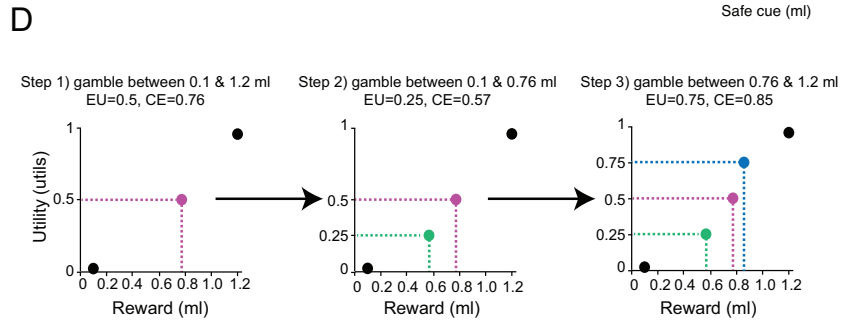 D
Safe cue (ml)
Step 1) gamble between 0.1 & 1.2 ml
EU=0.5, CE=0.76
Step 2) gamble between 0.1 & 0.76 ml
EU=0.25, CE=0.57
Step 3) gamble between 0.76 & 1.2 ml
EU=0.75, CE=0.85
Utility (utils)
1
0.5
0
0 0.2 0.4 0.6 0.8 1.0 1.2
Reward (ml)
1
0.5
0.25
0
0 0.2 0.4 0.6 0.8 1.0 1.2
Reward (ml)
1
0.75
0.5
0.25
0
0 0.2 0.4 0.6 0.8 1.0 1.2
Reward (ml)